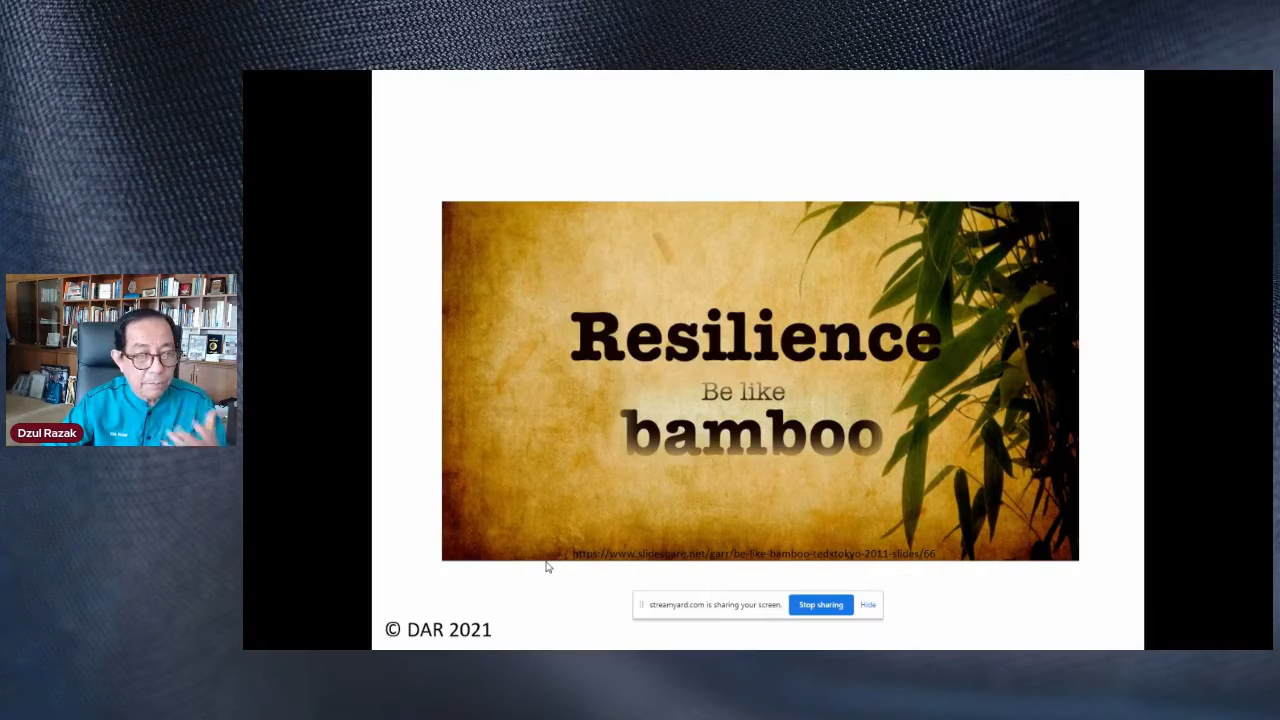 Resilience
Be like
bamboo
https://www.slideshare.net/garr/be-like-bamboo-tedxtokyo-2011-slides/66
streamyard.com is sharing your screen.
Stop sharing
Hide
© DAR 2021
Dzul Razak